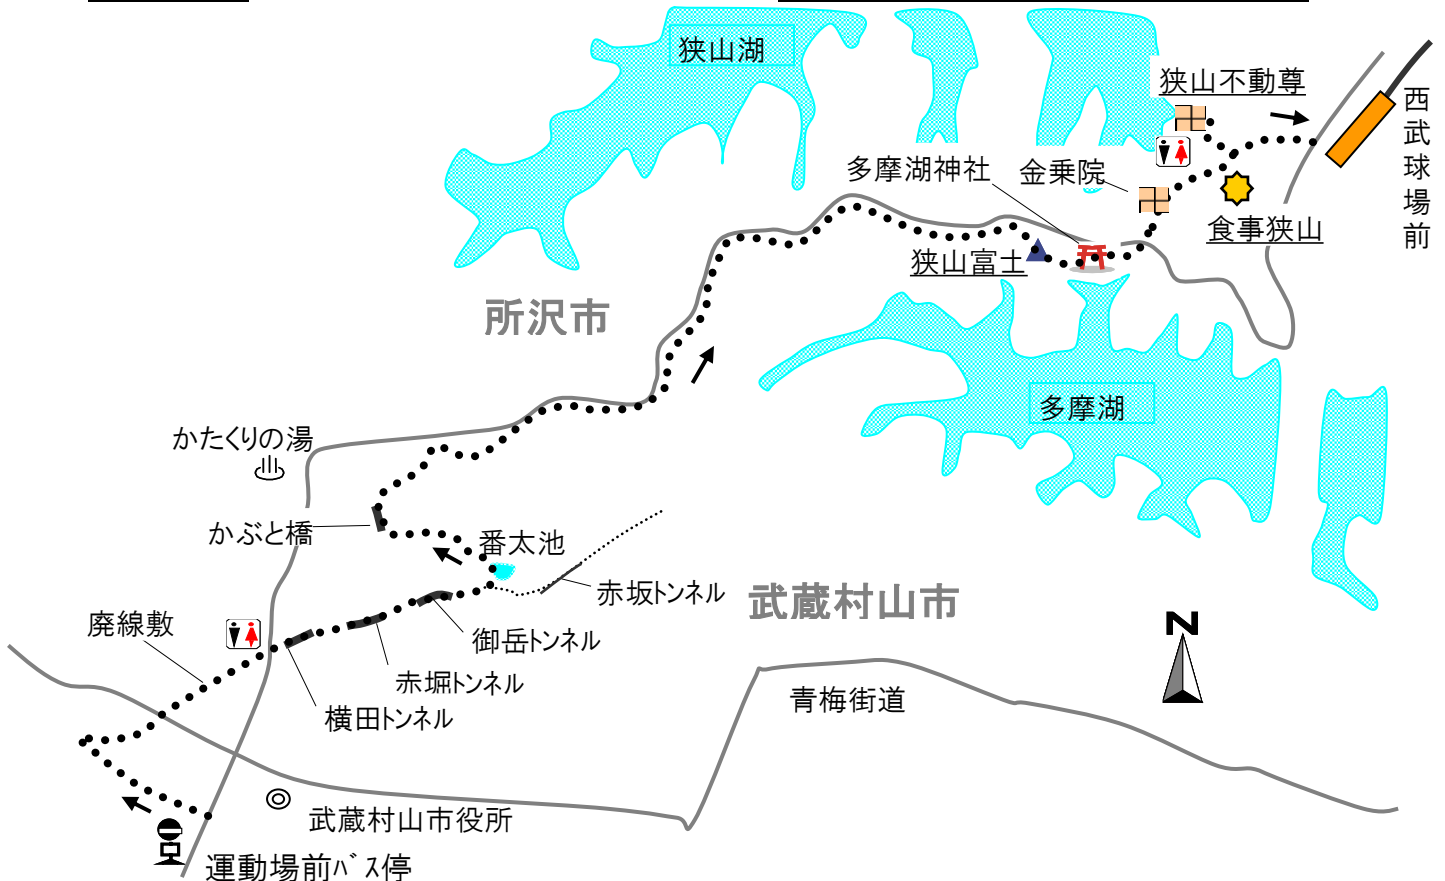 狭山湖
狭山不動尊
西武球場前
多摩湖神社
金乗院
食事狭山
狭山富士
所沢市
多摩湖
かたくりの湯
かぶと橋
番太池
赤坂トンネル
武蔵村山市
廃線敷
御岳トンネル
赤堀トンネル
横田トンネル
青梅街道
N
武蔵村山市役所
運動場前バス停